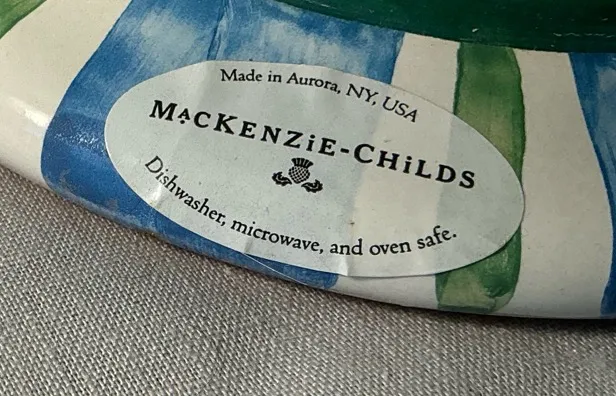 Made in Aurora, NY, USA
MacKENZiE-CHiLDS
Dishwasher, microwave, and oven safe.